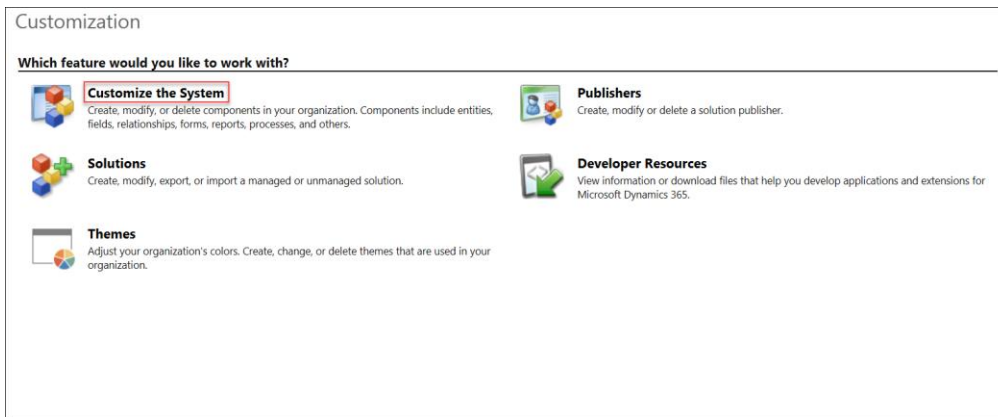 Customization
Which feature would you like to work with?
Customize the System
Create, modify, or delete components in your organization. Components include entities,
fields, relationships, forms, reports, processes, and others.
Publishers
Create, modify or delete a solution publisher.
Solutions
Create, modify, export, or import a managed or unmanaged solution.
Developer Resources
View information or download files that help you develop applications and extensions for
Microsoft Dynamics 365.
Themes
Adjust your organization's colors. Create, change, or delete themes that are used in your
organization.